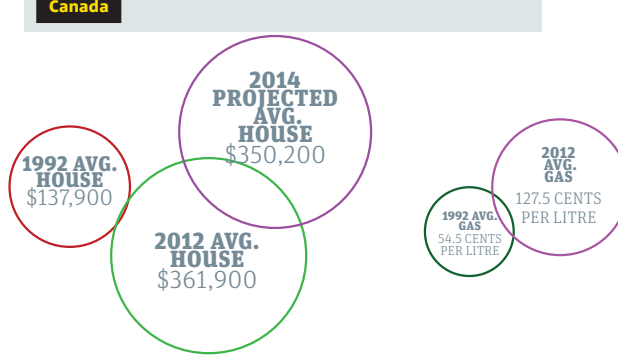 Canada
1992 AVG.
HOUSE
$137,900
2014
PROJECTED
AVG.
HOUSE
$350,200
2012 AVG.
HOUSE
$361,900
1992 AVG.
GAS
54.5 CENTS
PER LITRE
2012
AVG.
GAS
127.5 CENTS
PER LITRE